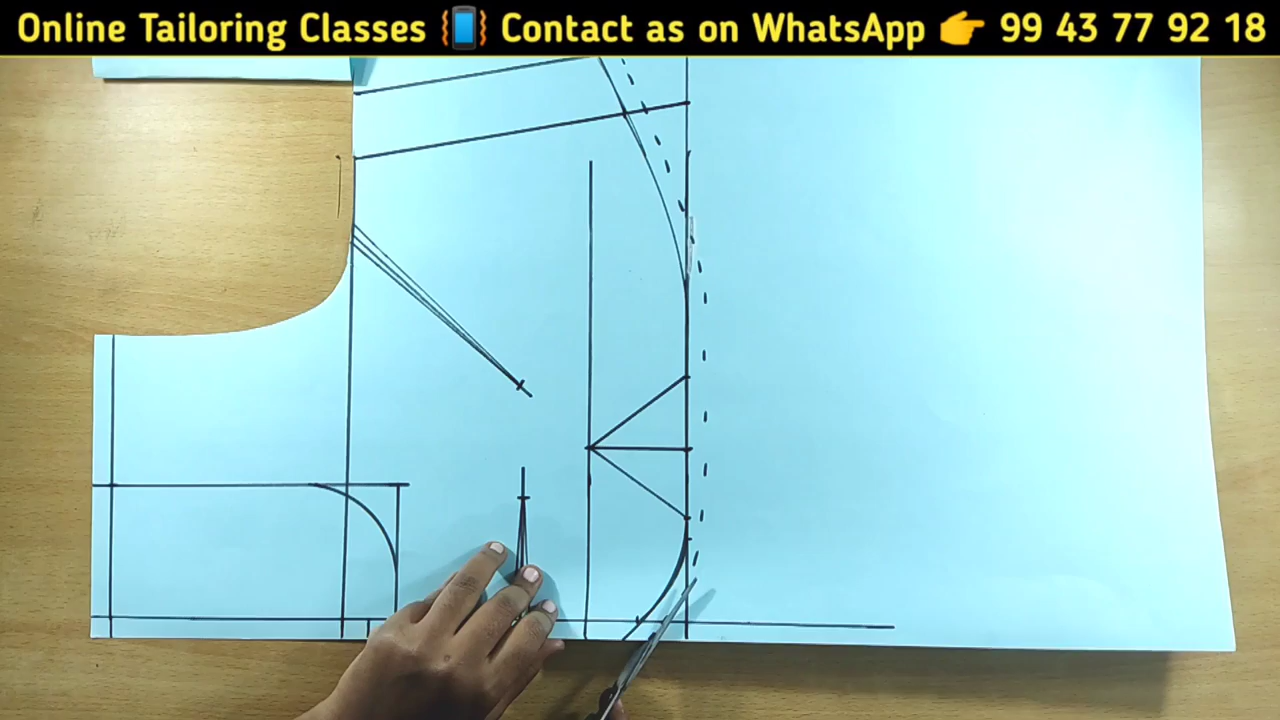 Online Tailoring Classes 📳 Contact as on WhatsApp 👉 99 43 77 92 18